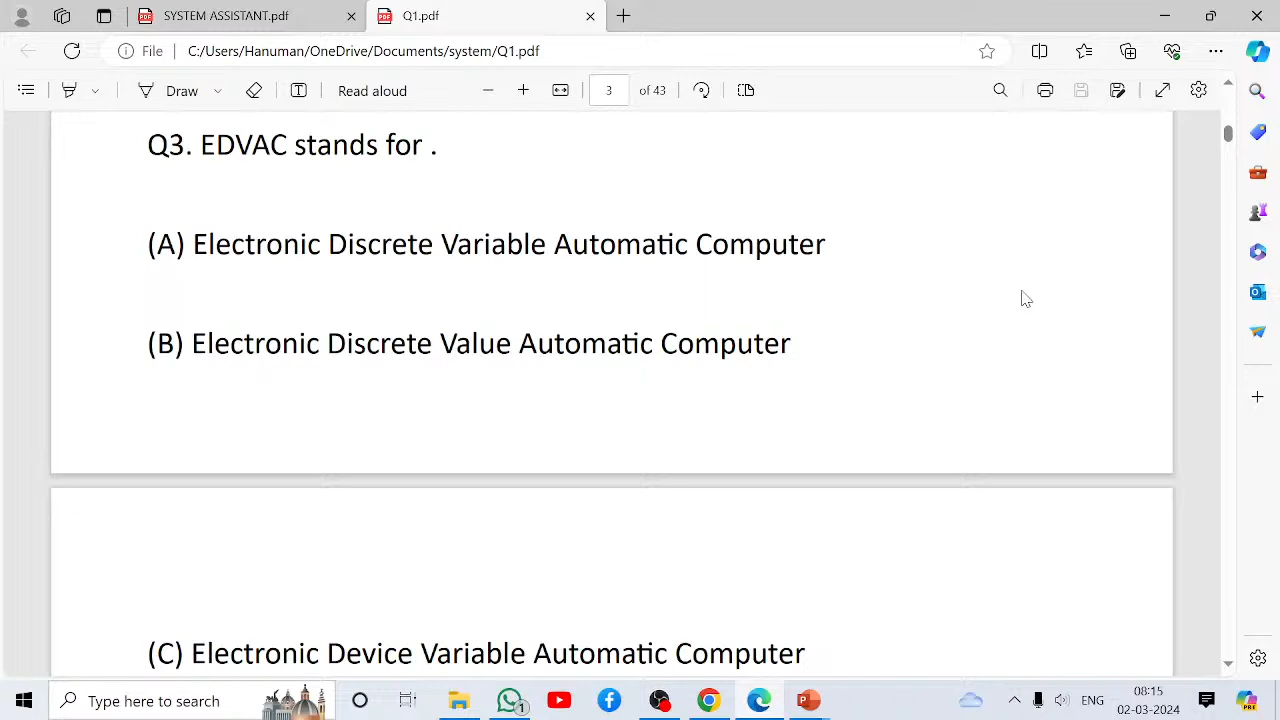 SYSTEM ASSISTANT.pdf
Q1.pdf
File
C:/Users/Hanuman/OneDrive/Documents/system/Q1.pdf
Draw
Read aloud
3 of 43
Q3. EDVAC stands for .
(A) Electronic Discrete Variable Automatic Computer
(B) Electronic Discrete Value Automatic Computer
(C) Electronic Device Variable Automatic Computer
Type here to search
1
ENG
02-03-2024